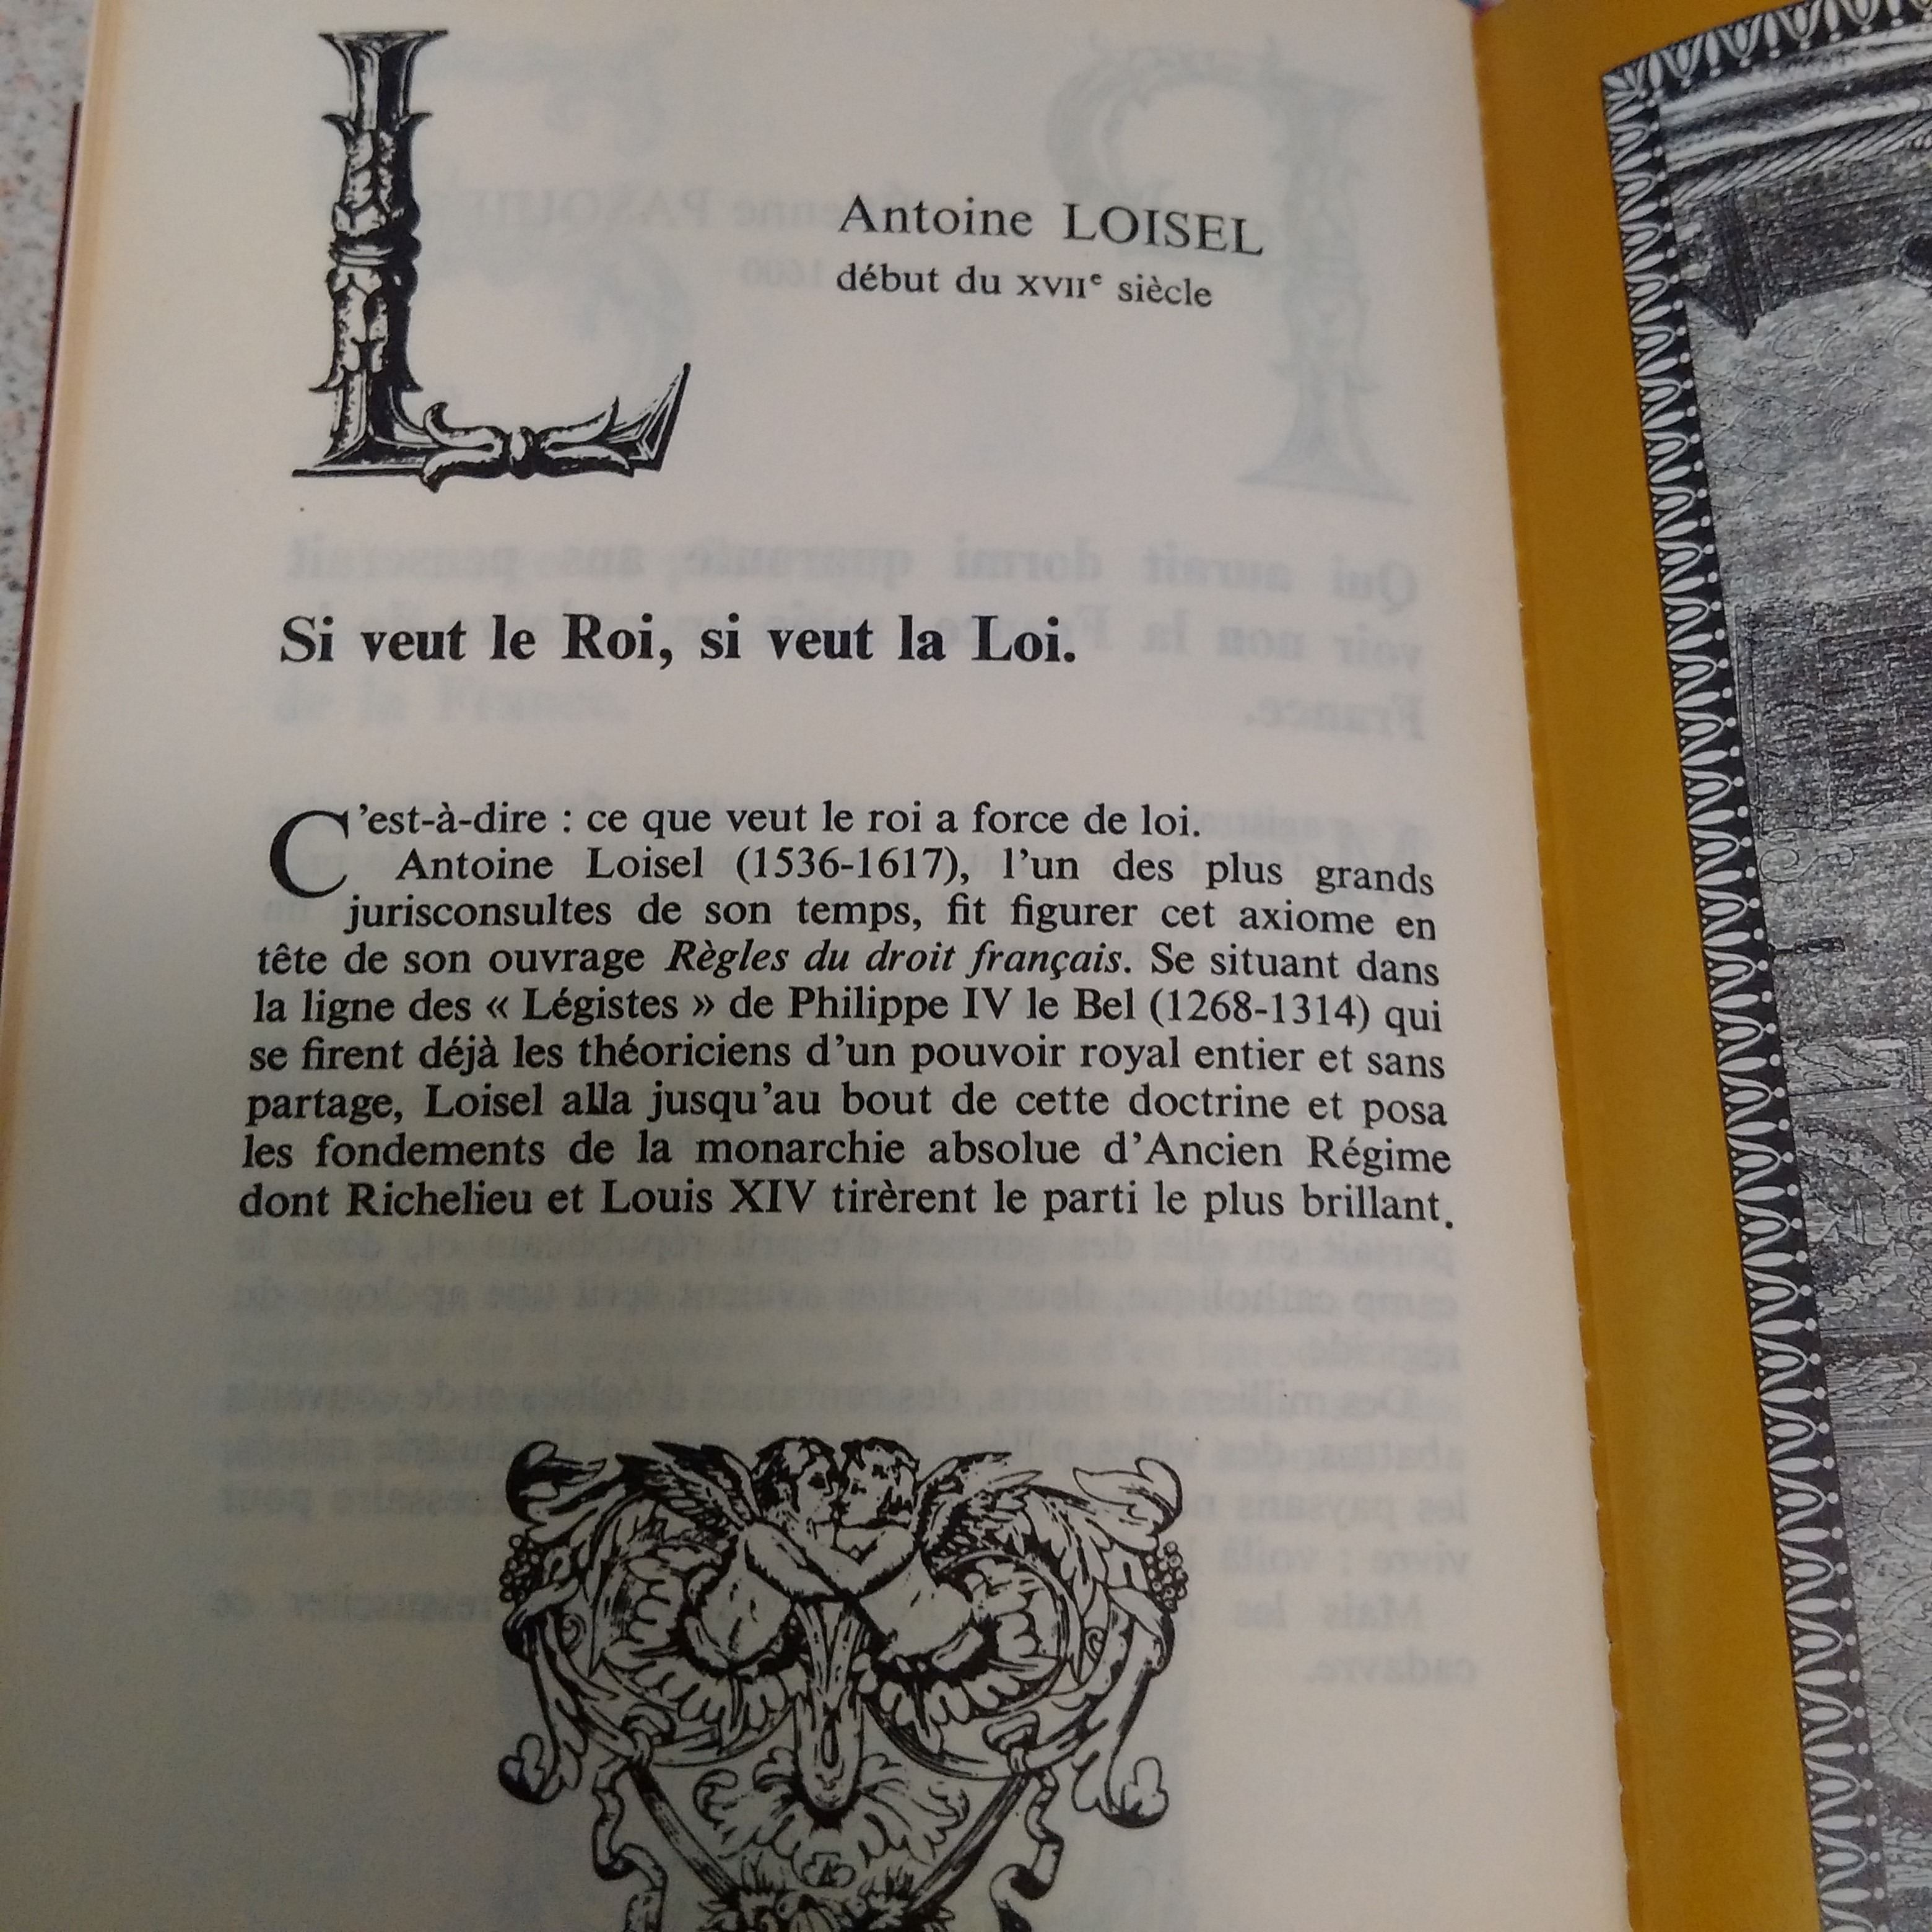 L
Antoine LOISEL
début du XVIIe siècle
Si veut le Roi, si veut la Loi.
C'est-à-dire : ce que veut le roi a force de loi.
Antoine Loisel (1536-1617), l'un des plus grands
jurisconsultes de son temps, fit figurer cet axiome en
tête de son ouvrage Règles du droit français. Se situant dans
la ligne des « Légistes » de Philippe IV le Bel (1268-1314) qui
se firent déjà les théoriciens d'un pouvoir royal entier et sans
partage, Loisel alla jusqu'au bout de cette doctrine et posa
les fondements de la monarchie absolue d'Ancien Régime
dont Richelieu et Louis XIV tirèrent le parti le plus brillant.